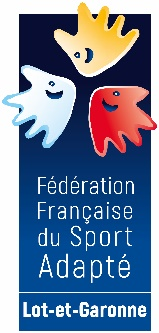 Fédération
Française
du Sport
Adapté
Lot-et-Garonne